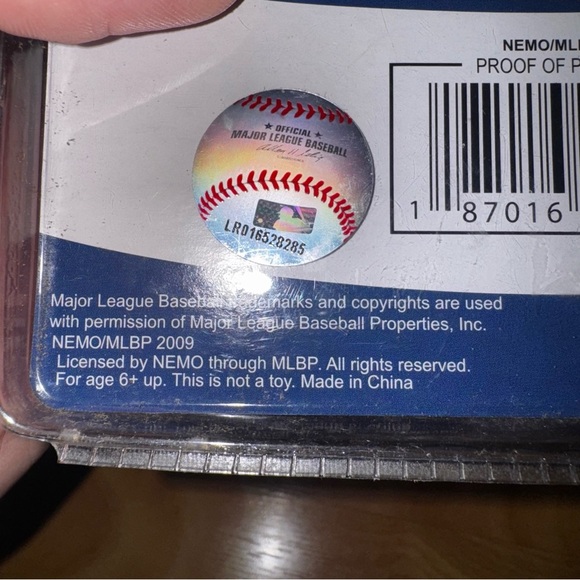 NEMO/MLB
PROOF OF P
★ OFFICIAL ★
MAJOR LEAGUE BASEBALL
LR016528285
1 87016
Major League Baseball trademarks and copyrights are used
with permission of Major League Baseball Properties, Inc.
NEMO/MLBP 2009
Licensed by NEMO through MLBP. All rights reserved.
For age 6+ up. This is not a toy. Made in China